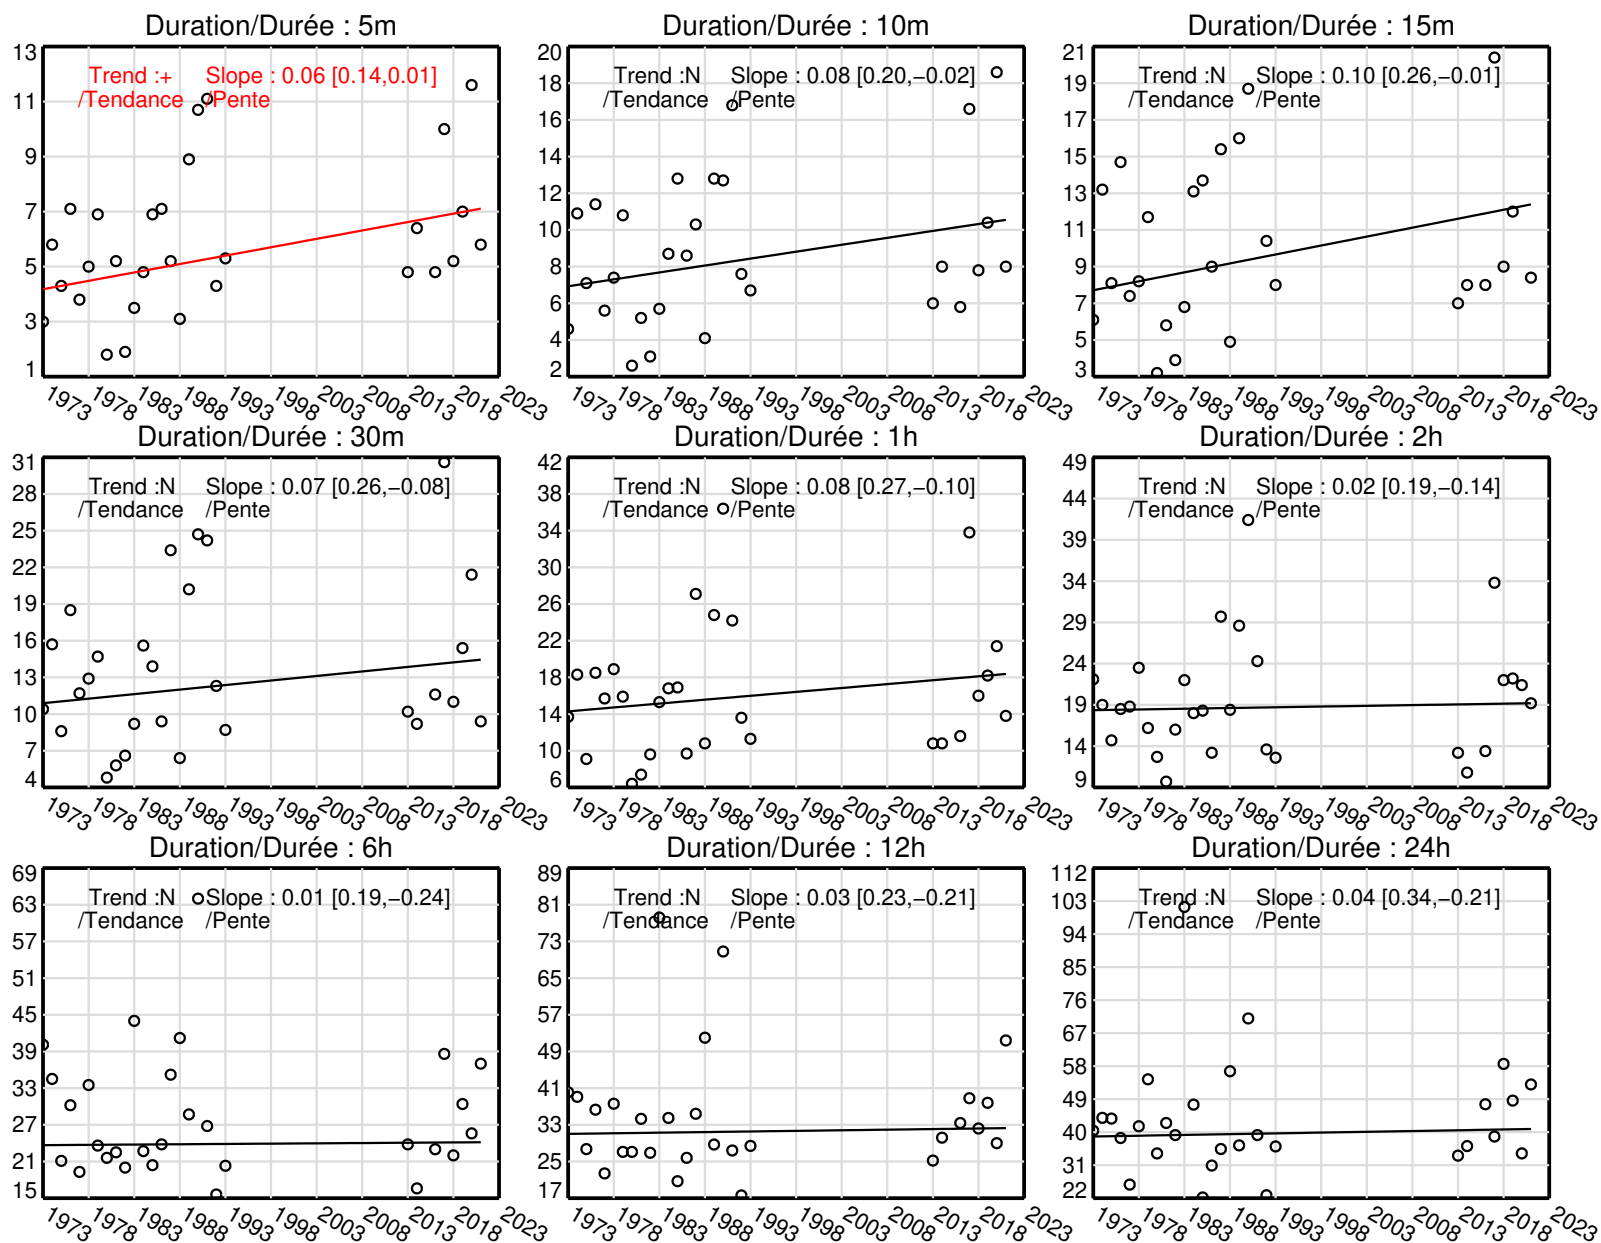 Duration/Durée : 5m
Trend :+ Slope : 0.06 [0.14,0.01]
/Tendance /Pente
13
11
9
7
5
3
1
1973 1978 1983 1988 1993 1998 2003 2008 2013 2018 2023
Duration/Durée : 10m
Trend :N Slope : 0.08 [0.20,−0.02]
/Tendance /Pente
20
18
16
14
12
10
8
6
4
2
1973 1978 1983 1988 1993 1998 2003 2008 2013 2018 2023
Duration/Durée : 15m
Trend :N Slope : 0.10 [0.26,−0.01]
/Tendance /Pente
21
19
17
15
13
11
9
7
5
3
1973 1978 1983 1988 1993 1998 2003 2008 2013 2018 2023
Duration/Durée : 30m
Trend :N Slope : 0.07 [0.26,−0.08]
/Tendance /Pente
31
28
25
22
19
16
13
10
7
4
1973 1978 1983 1988 1993 1998 2003 2008 2013 2018 2023
Duration/Durée : 1h
Trend :N Slope : 0.08 [0.27,−0.10]
/Tendance /Pente
42
38
34
30
26
22
18
14
10
6
1973 1978 1983 1988 1993 1998 2003 2008 2013 2018 2023
Duration/Durée : 2h
Trend :N Slope : 0.02 [0.19,−0.14]
/Tendance /Pente
49
44
39
34
29
24
19
14
9
1973 1978 1983 1988 1993 1998 2003 2008 2013 2018 2023
Duration/Durée : 6h
Trend :N Slope : 0.01 [0.19,−0.24]
/Tendance /Pente
69
63
57
51
45
39
33
27
21
15
1973 1978 1983 1988 1993 1998 2003 2008 2013 2018 2023
Duration/Durée : 12h
Trend :N Slope : 0.03 [0.23,−0.21]
/Tendance /Pente
89
81
73
65
57
49
41
33
25
17
1973 1978 1983 1988 1993 1998 2003 2008 2013 2018 2023
Duration/Durée : 24h
Trend :N Slope : 0.04 [0.34,−0.21]
/Tendance /Pente
112
103
94
85
76
67
58
49
40
31
22
1973 1978 1983 1988 1993 1998 2003 2008 2013 2018 2023